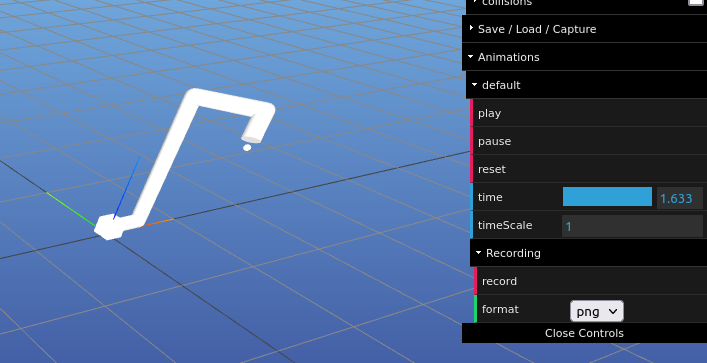 collisions
Save / Load / Capture
Animations
default
play
pause
reset
time 1.633
timeScale 1
Recording
record
format png
Close Controls